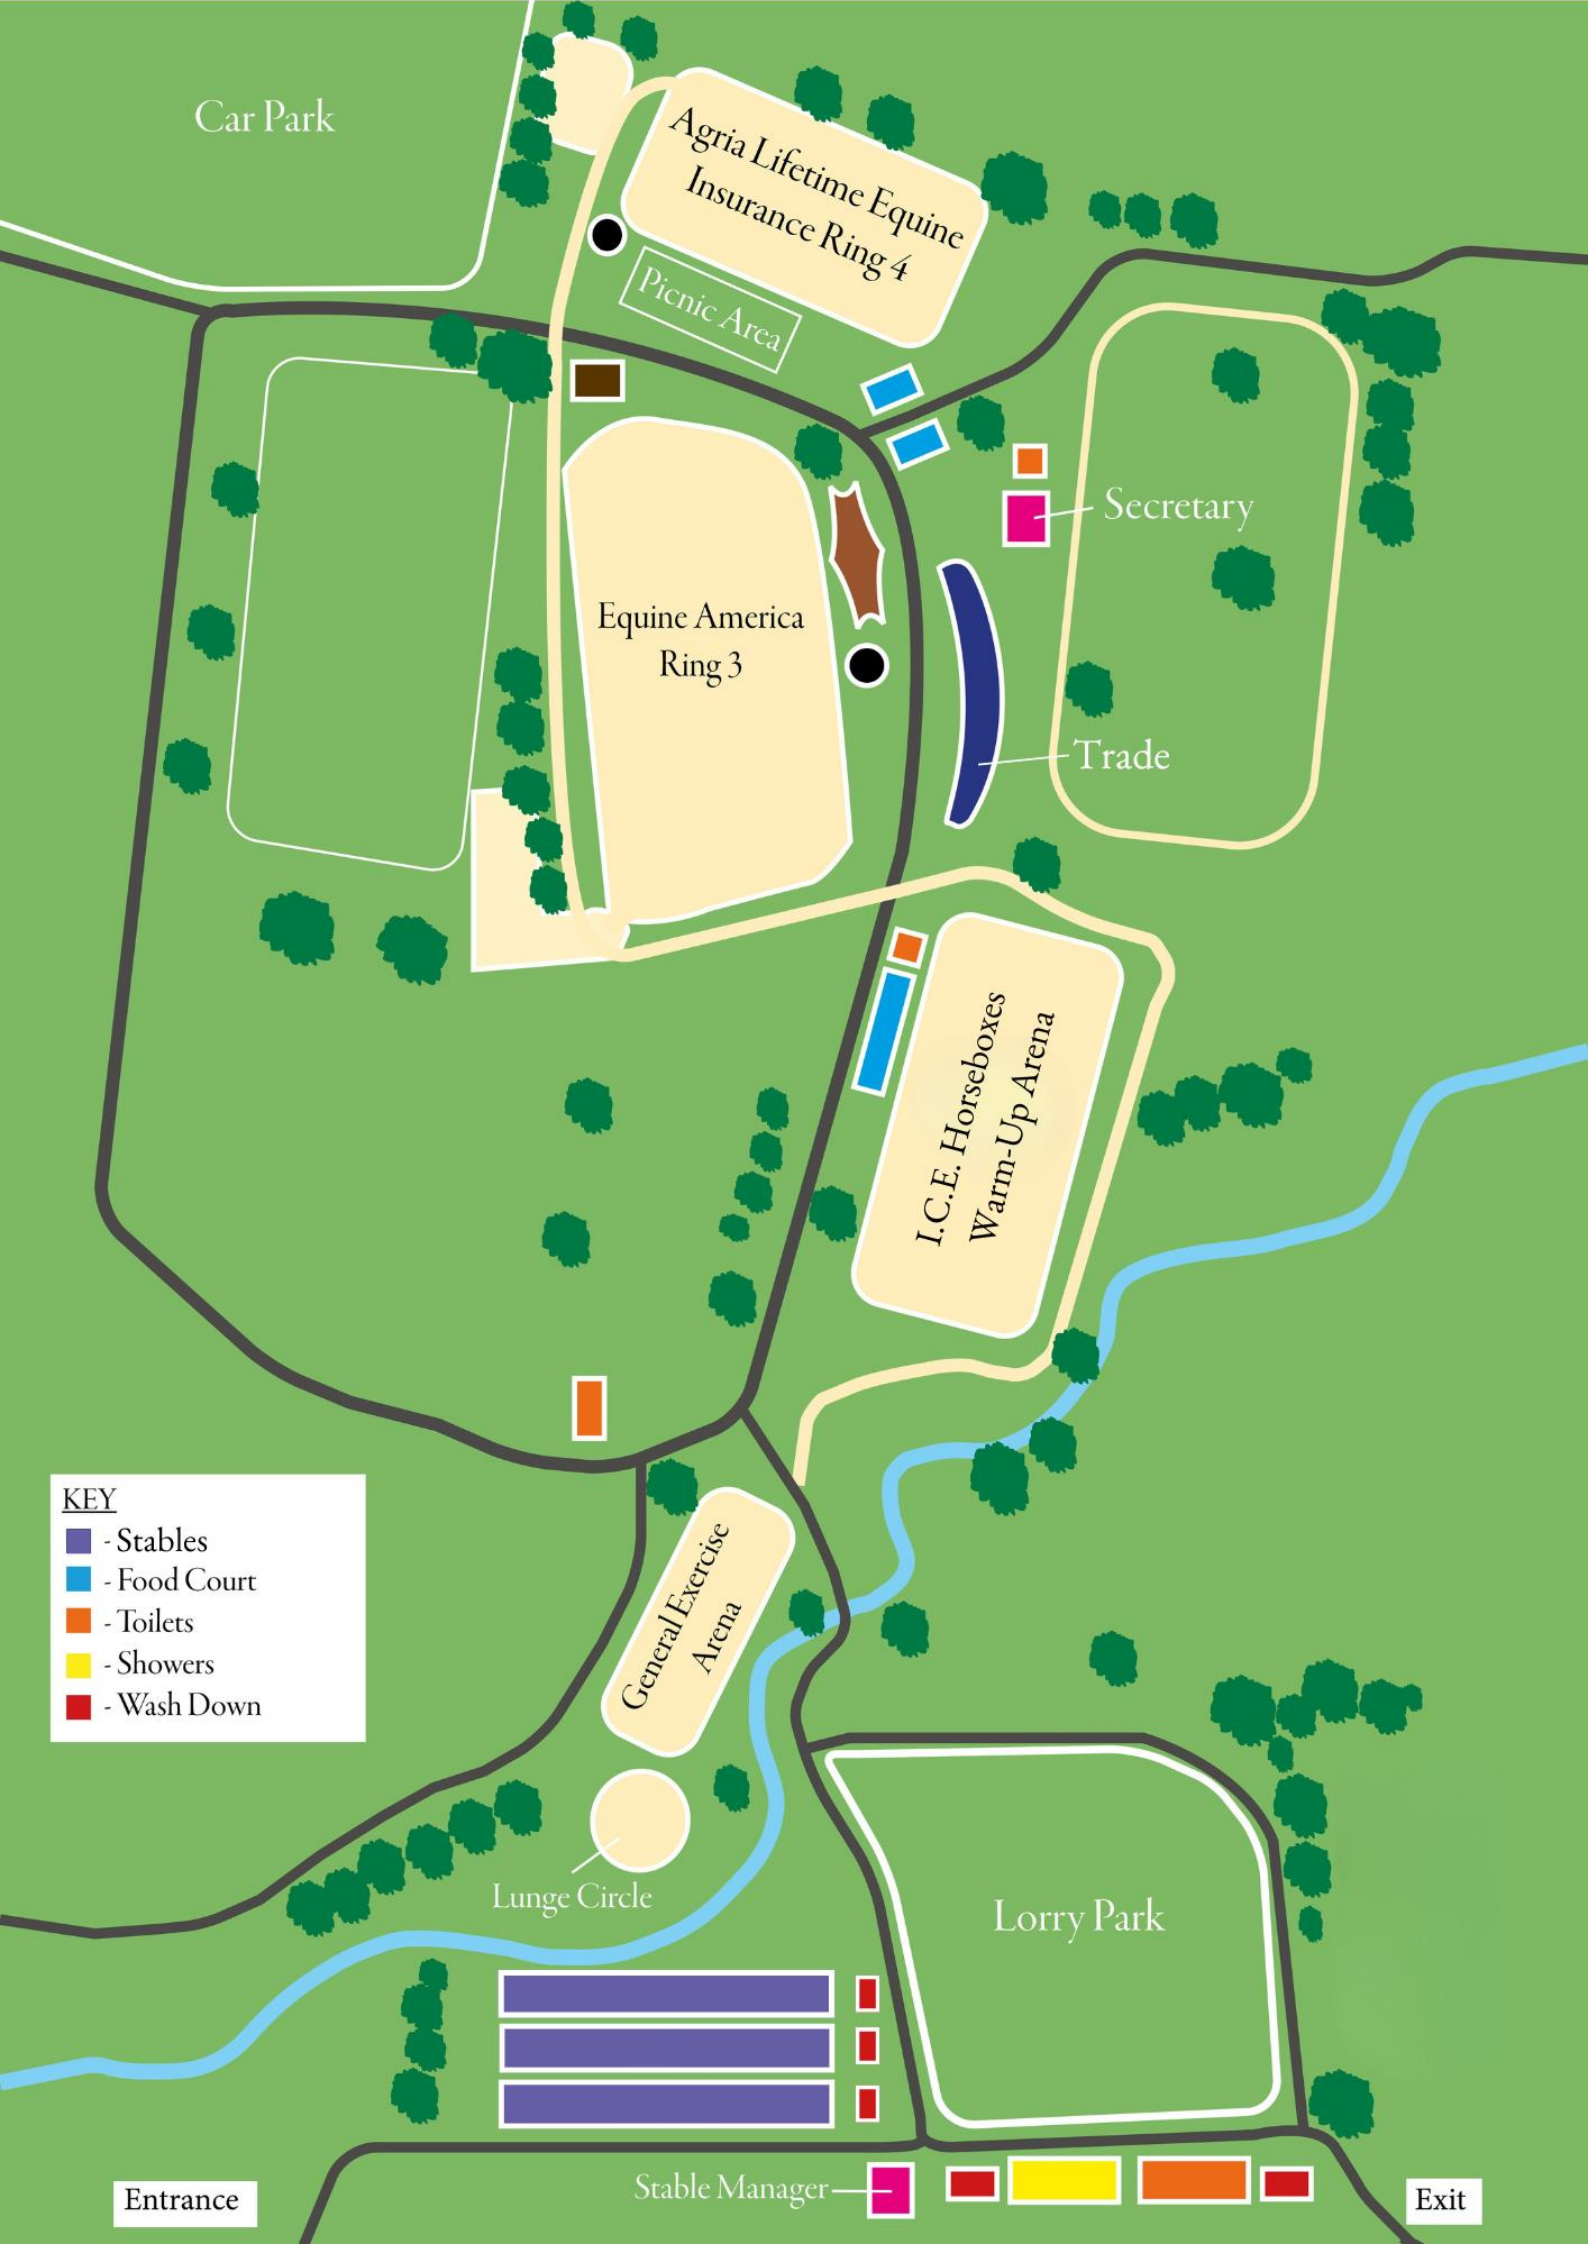 Car Park
Agria Lifetime Equine
Insurance Ring 4
Picnic Area
Secretary
Equine America
Ring 3
Trade
I.C.E. Horseboxes
Warm-Up Arena
KEY
- Stables
- Food Court
- Toilets
- Showers
- Wash Down
General Exercise
Arena
Lunge Circle
Lorry Park
Stable Manager
Entrance
Exit